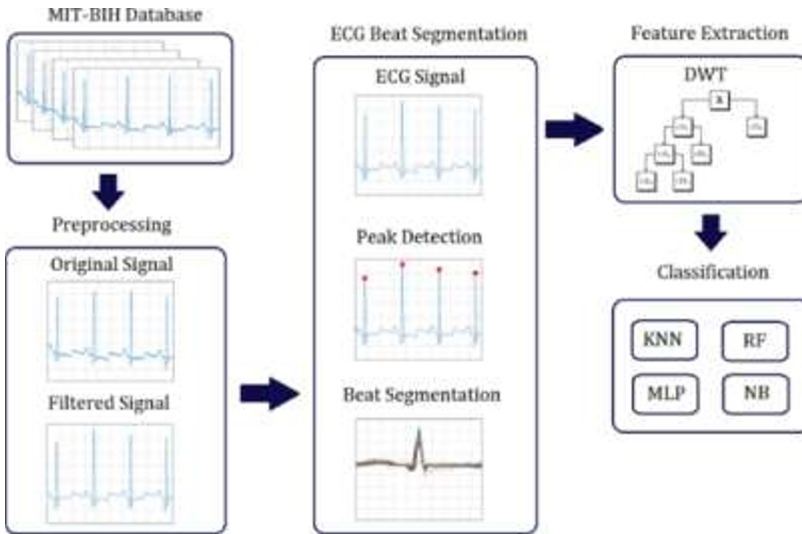 MIT-BIH Database
Preprocessing
Original Signal
Filtered Signal
ECG Beat Segmentation
ECG Signal
Peak Detection
Beat Segmentation
Feature Extraction
DWT
Classification
KNN
RF
MLP
NB